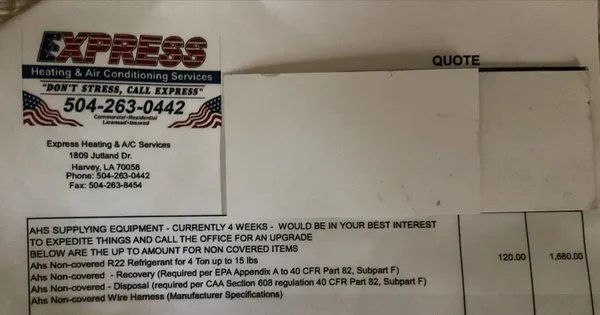 EXPRESS
Heating & Air Conditioning Services
"DON'T STRESS, CALL EXPRESS"
504-263-0442
Commercial-Residential
Licensed-Insured
QUOTE
Express Heating & A/C Services
1809 Jutland Dr.
Harvey, LA 70058
Phone: 504-263-0442
Fax: 504-263-8454
AHS SUPPLYING EQUIPMENT - CURRENTLY 4 WEEKS - WOULD BE IN YOUR BEST INTEREST
TO EXPEDITE THINGS AND CALL THE OFFICE FOR AN UPGRADE
BELOW ARE THE UP TO AMOUNT FOR NON COVERED ITEMS
Ahs Non-covered R22 Refrigerant for 4 Ton up to 15 lbs 120.00 1,680.00
Ahs Non-covered - Recovery (Required per EPA Appendix A to 40 CFR Part 82, Subpart F)
Ahs Non-covered - Disposal (required per CAA Section 608 regulation 40 CFR Part 82, Subpart F)
Ahs Non-covered Wire Harness (Manufacturer Specifications)